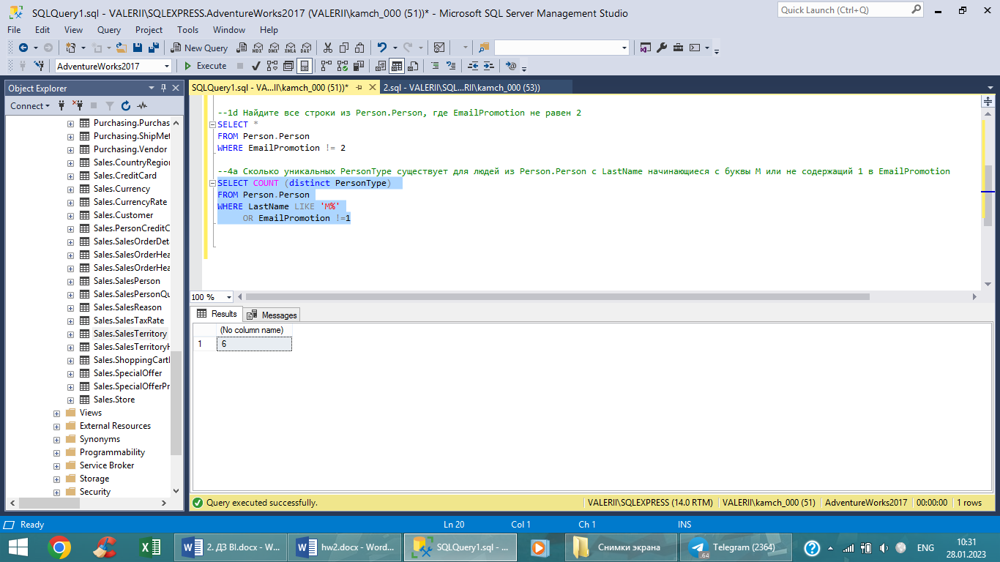 SQLQuery1.sql - VALERII\SQLEXPRESS.AdventureWorks2017 (VALERII\kamch_000 (51))* - Microsoft SQL Server Management Studio
Quick Launch (Ctrl+Q)
File Edit View Query Project Tools Window Help
New Query MDX DMX XMLA DAX
AdventureWorks2017 Execute
Object Explorer
SQLQuery1.sql - VA...II\kamch_000 (51))* 2.sql - VALERII\SQL...RII\kamch_000 (53))
Connect
Purchasing.Purchas
Purchasing.ShipMet
Purchasing.Vendor
Sales.CountryRegion
Sales.CreditCard
Sales.Currency
Sales.CurrencyRate
Sales.Customer
Sales.PersonCreditC
Sales.SalesOrderDet
Sales.SalesOrderHea
Sales.SalesOrderHea
Sales.SalesPerson
Sales.SalesPersonQu
Sales.SalesReason
Sales.SalesTaxRate
Sales.SalesTerritory
Sales.SalesTerritoryH
Sales.ShoppingCartI
Sales.SpecialOffer
Sales.SpecialOfferPr
Sales.Store
Views
External Resources
Synonyms
Programmability
Service Broker
Storage
Security
--1d Найдите все строки из Person.Person, где EmailPromotion не равен 2
SELECT *
FROM Person.Person
WHERE EmailPromotion != 2
--4a Сколько уникальных PersonType существует для людей из Person.Person с LastName начинающиеся с буквы М или не содержащий 1 в EmailPromotion
SELECT COUNT (distinct PersonType)
FROM Person.Person
WHERE LastName LIKE 'M%'
OR EmailPromotion !=1
100 %
Results Messages
(No column name)
1 6
Query executed successfully. VALERII\SQLEXPRESS (14.0 RTM) VALERII\kamch_000 (51) AdventureWorks2017 00:00:00 1 rows
Ready Ln 20 Col 1 Ch 1 INS
2. ДЗ BI.docx - W... hw2.docx - Word... SQLQuery1.sql - ... Снимки экрана Telegram (2364) .64 ENG 10:31
28.01.2023